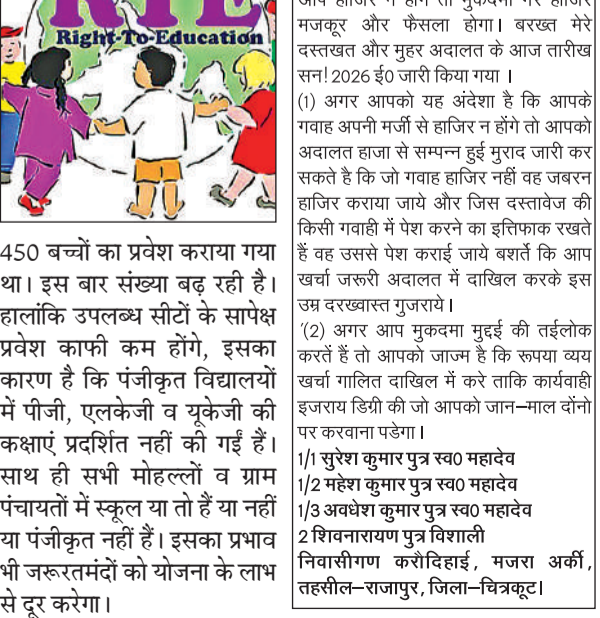 RTE
Right-To-Education
450 बच्चों का प्रवेश कराया गया
था। इस बार संख्या बढ़ रही है।
हालांकि उपलब्ध सीटों के सापेक्ष
प्रवेश काफी कम होंगे, इसका
कारण है कि पंजीकृत विद्यालयों
में पीजी, एलकेजी व यूकेजी की
कक्षाएं प्रदर्शित नहीं की गईं हैं।
साथ ही सभी मोहल्लों व ग्राम
पंचायतों में स्कूल या तो हैं या नहीं
या पंजीकृत नहीं हैं। इसका प्रभाव
भी जरूरतमंदों को योजना के लाभ
से दूर करेगा।
आप हाजिर न होंगे तो मुकदमा गैर हाजिर
मजकूर और फैसला होगा। बरख्त मेरे
दस्तखत और मुहर अदालत के आज तारीख
सन! 2026 ई0 जारी किया गया ।
(1) अगर आपको यह अंदेशा है कि आपके
गवाह अपनी मर्जी से हाजिर न होंगे तो आपको
अदालत हाजा से सम्पन्न हुई मुराद जारी कर
सकते है कि जो गवाह हाजिर नहीं वह जबरन
हाजिर कराया जाये और जिस दस्तावेज की
किसी गवाही में पेश करने का इत्तिफाक रखते
हैं वह उससे पेश कराई जाये बशर्ते कि आप
खर्चा जरूरी अदालत में दाखिल करके इस
उम्र दरख्वास्त गुजराये।
'(2) अगर आप मुकदमा मुद्दई की तईलोक
करतें हैं तो आपको जाज्म है कि रूपया व्यय
खर्चा गालित दाखिल में करे ताकि कार्यवाही
इजराय डिग्री की जो आपको जान–माल दोंनो
पर करवाना पडेगा।
1/1 सुरेश कुमार पुत्र स्व0 महादेव
1/2 महेश कुमार पुत्र स्व0 महादेव
1/3 अवधेश कुमार पुत्र स्व0 महादेव
2 शिवनारायण पुत्र विशाली
निवासीगण करौदिहाई, मजरा अर्की,
तहसील–राजापुर, जिला–चित्रकूट।